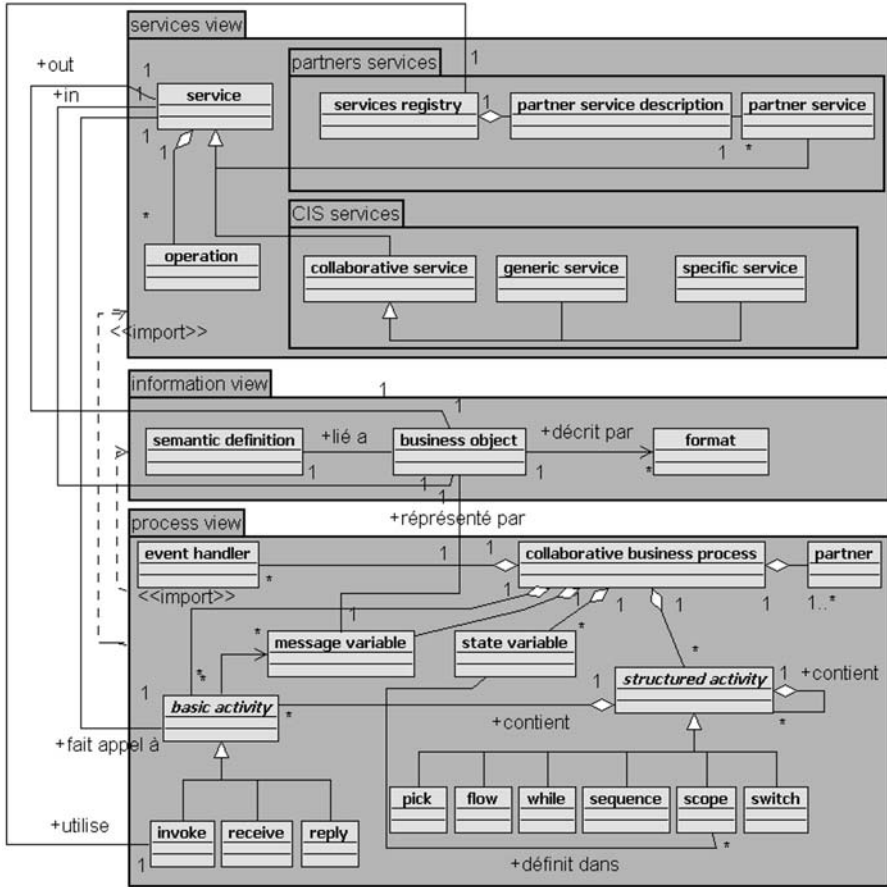 services view
+out
1
1
partners services
+in
1
service
services registry
1
partner service description
partner service
1
1
1
*
*
CIS services
operation
collaborative service
generic service
specific service
<<import>>
information view
1
1
semantic definition
+lié a
business object
+décrit par
format
1
1
*
1
1
+réprésenté par
process view
event handler
1
1
collaborative business process
partner
*
<<import>>
1
1
1
1
1
1..*
1
*
message variable
*
state variable
*
*
*
1
basic activity
*
1
structured activity
1
+contient
+contient
*
+fait appel à
pick
flow
while
sequence
scope
switch
+utilise
invoke
receive
reply
*
1
+définit dans